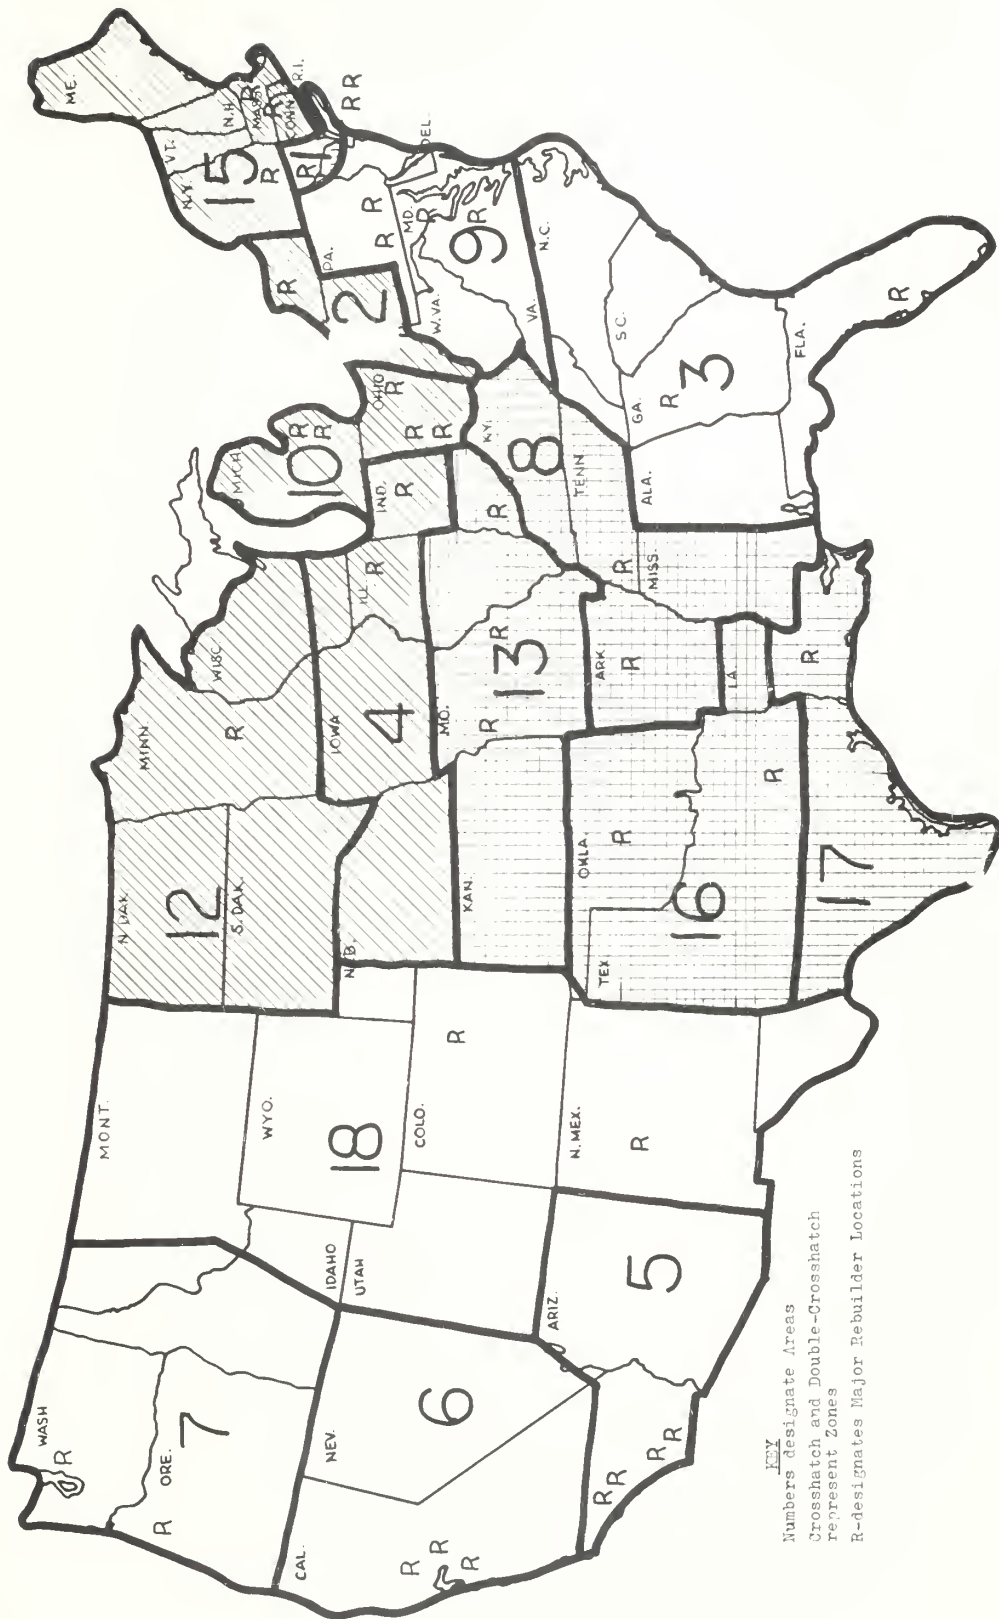 WASH
R
ORE.
7
R
MONT.
IDAHO
WYO.
18
UTAH
COLO.
R
NEV.
6
CAL.
R
R
R
R
R
R
R
ARIZ.
5
N. MEX.
R
N. DAK.
12
S. DAK.
MINN
R
WISC.
NEB.
IOWA
4
ILL
R
KAN.
MO.
13
R
R
R
OKLA.
R
TEX
16
R
17
ARK
R
LA
R
MICH
10
R
R
IND.
R
OHIO
R
R
R
KY.
8
TENN
R
MISS.
ALA.
GA.
R
3
S.C.
N.C.
FLA.
R
VA.
W.VA.
9
R
MD.
R
DEL.
PA.
2
R
R
R
N.Y.
15
R
VT.
N.H.
ME.
MASS
R
R
CONN
R.I.
R
1
R
R
KEY
Numbers designate Areas
Crosshatch and Double-Crosshatch
represent Zones
R-designates Major Rebuilder Locations